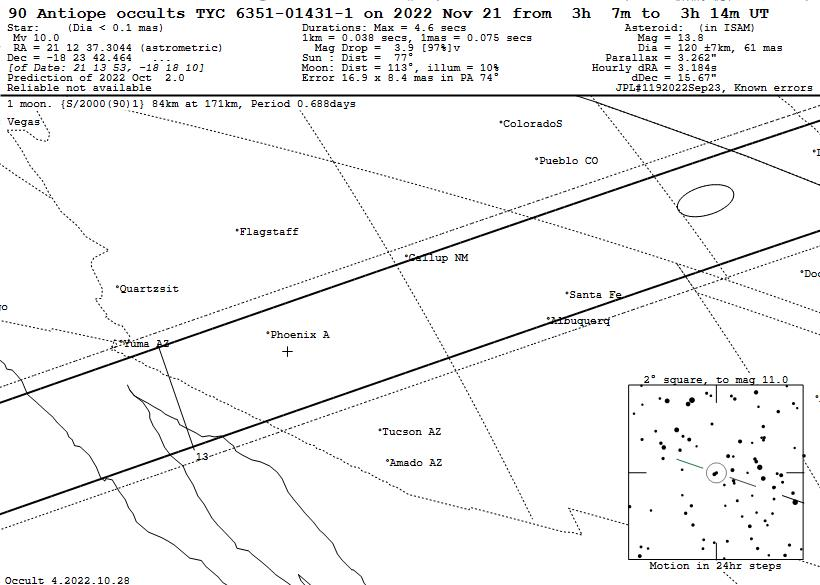 90 Antiope occults TYC 6351-01431-1 on 2022 Nov 21 from 3h 7m to 3h 14m UT
Star: (Dia < 0.1 mas)
Mv 10.0
RA = 21 12 37.3044 (astrometric)
Dec = -18 23 42.464 ...
[of Date: 21 13 53, -18 18 10]
Prediction of 2022 Oct 2.0
Reliable not available
Durations: Max = 4.6 secs
1km = 0.038 secs, 1mas = 0.075 secs
Mag Drop = 3.9 [97%]v
Sun : Dist = 77°
Moon: Dist = 113°, illum = 10%
Error 16.9 x 8.4 mas in PA 74°
Asteroid: (in ISAM)
Mag = 13.8
Dia = 120 ±7km, 61 mas
Parallax = 3.262"
Hourly dRA = 3.184s
dDec = 15.67"
JPL#1192022Sep23, Known errors
1 moon. {S/2000(90)1} 84km at 171km, Period 0.688days
Vegas
ColoradoS
Pueblo CO
Flagstaff
Gallup NM
Quartzsit
Santa Fe
Albuquerq
Phoenix A
Yuma AZ
2° square, to mag 11.0
Tucson AZ
13
Amado AZ
Motion in 24hr steps
Occult 4.2022.10.28